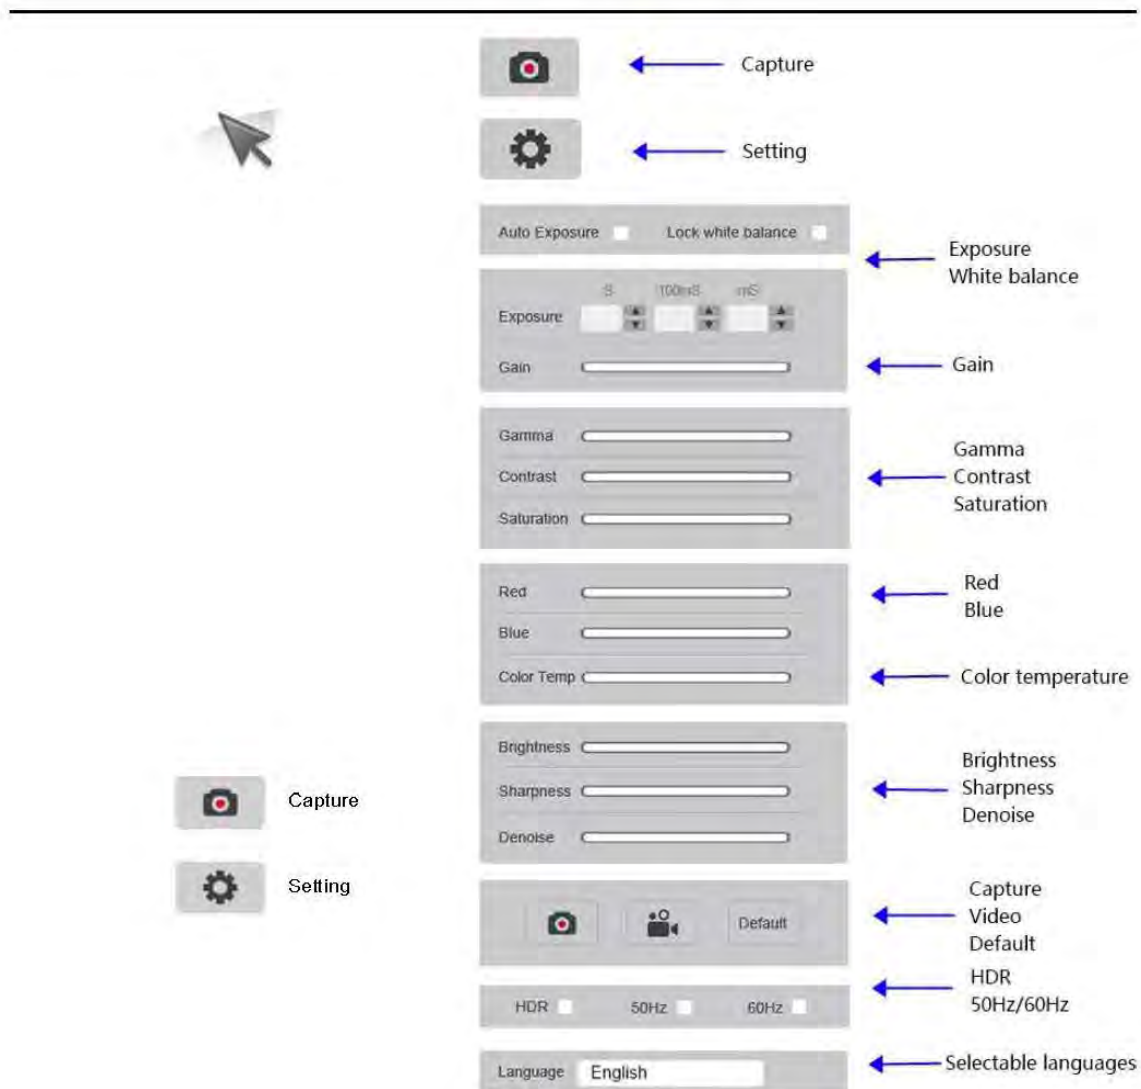 Capture
Setting
Auto Exposure Lock white balance
Exposure
White balance
S 100mS mS
Exposure
Gain
Gain
Gamma
Contrast
Saturation
Gamma
Contrast
Saturation
Red
Blue
Color Temp
Red
Blue
Color temperature
Brightness
Sharpness
Denoise
Brightness
Sharpness
Denoise
Capture
Setting
Default
Capture
Video
Default
HDR 50Hz 60Hz
HDR
50Hz/60Hz
Language English
Selectable languages